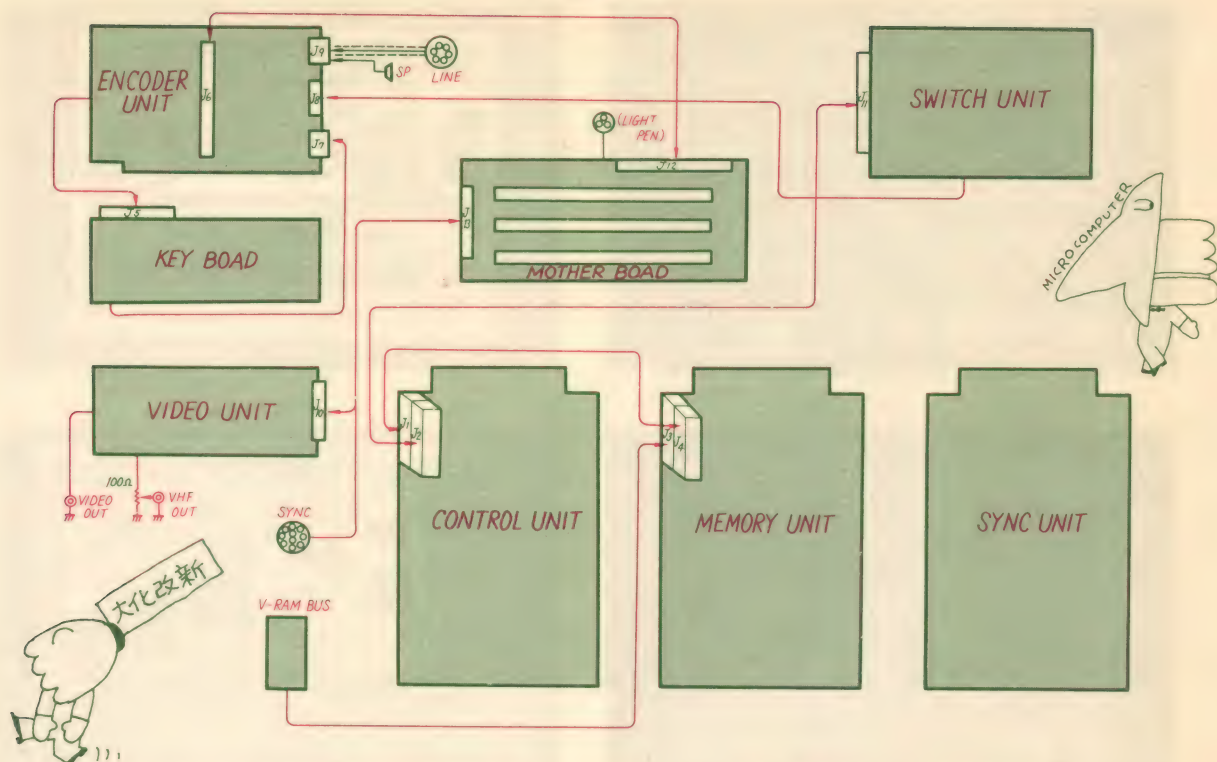 ENCODER
UNIT
J6
J9
J8
J7
SP
LINE
J11
SWITCH UNIT
(LIGHT
PEN)
J12
J13
MOTHER BOAD
J5
KEY BOAD
MICROCOMPUTER
VIDEO UNIT
J10
100Ω
VIDEO
OUT
VHF
OUT
SYNC
V-RAM BUS
J1
J2
CONTROL UNIT
J3
J4
MEMORY UNIT
SYNC UNIT
大化改新